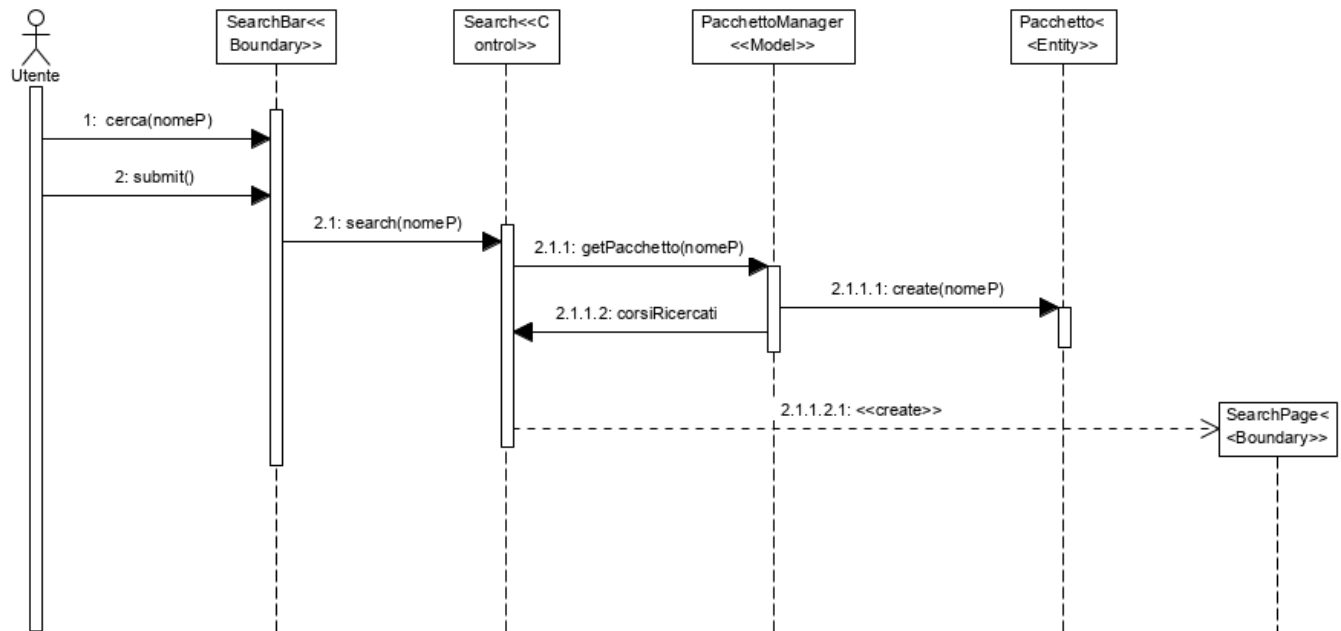 SearchBar<<
Boundary>>
Search<<C
ontrol>>
PacchettoManager
<<Model>>
Pacchetto<
<Entity>>
Utente
1: cerca(nomeP)
2: submit()
2.1: search(nomeP)
2.1.1: getPacchetto(nomeP)
2.1.1.1: create(nomeP)
2.1.1.2: corsiRicercati
2.1.1.2.1: <<create>>
SearchPage<
<Boundary>>